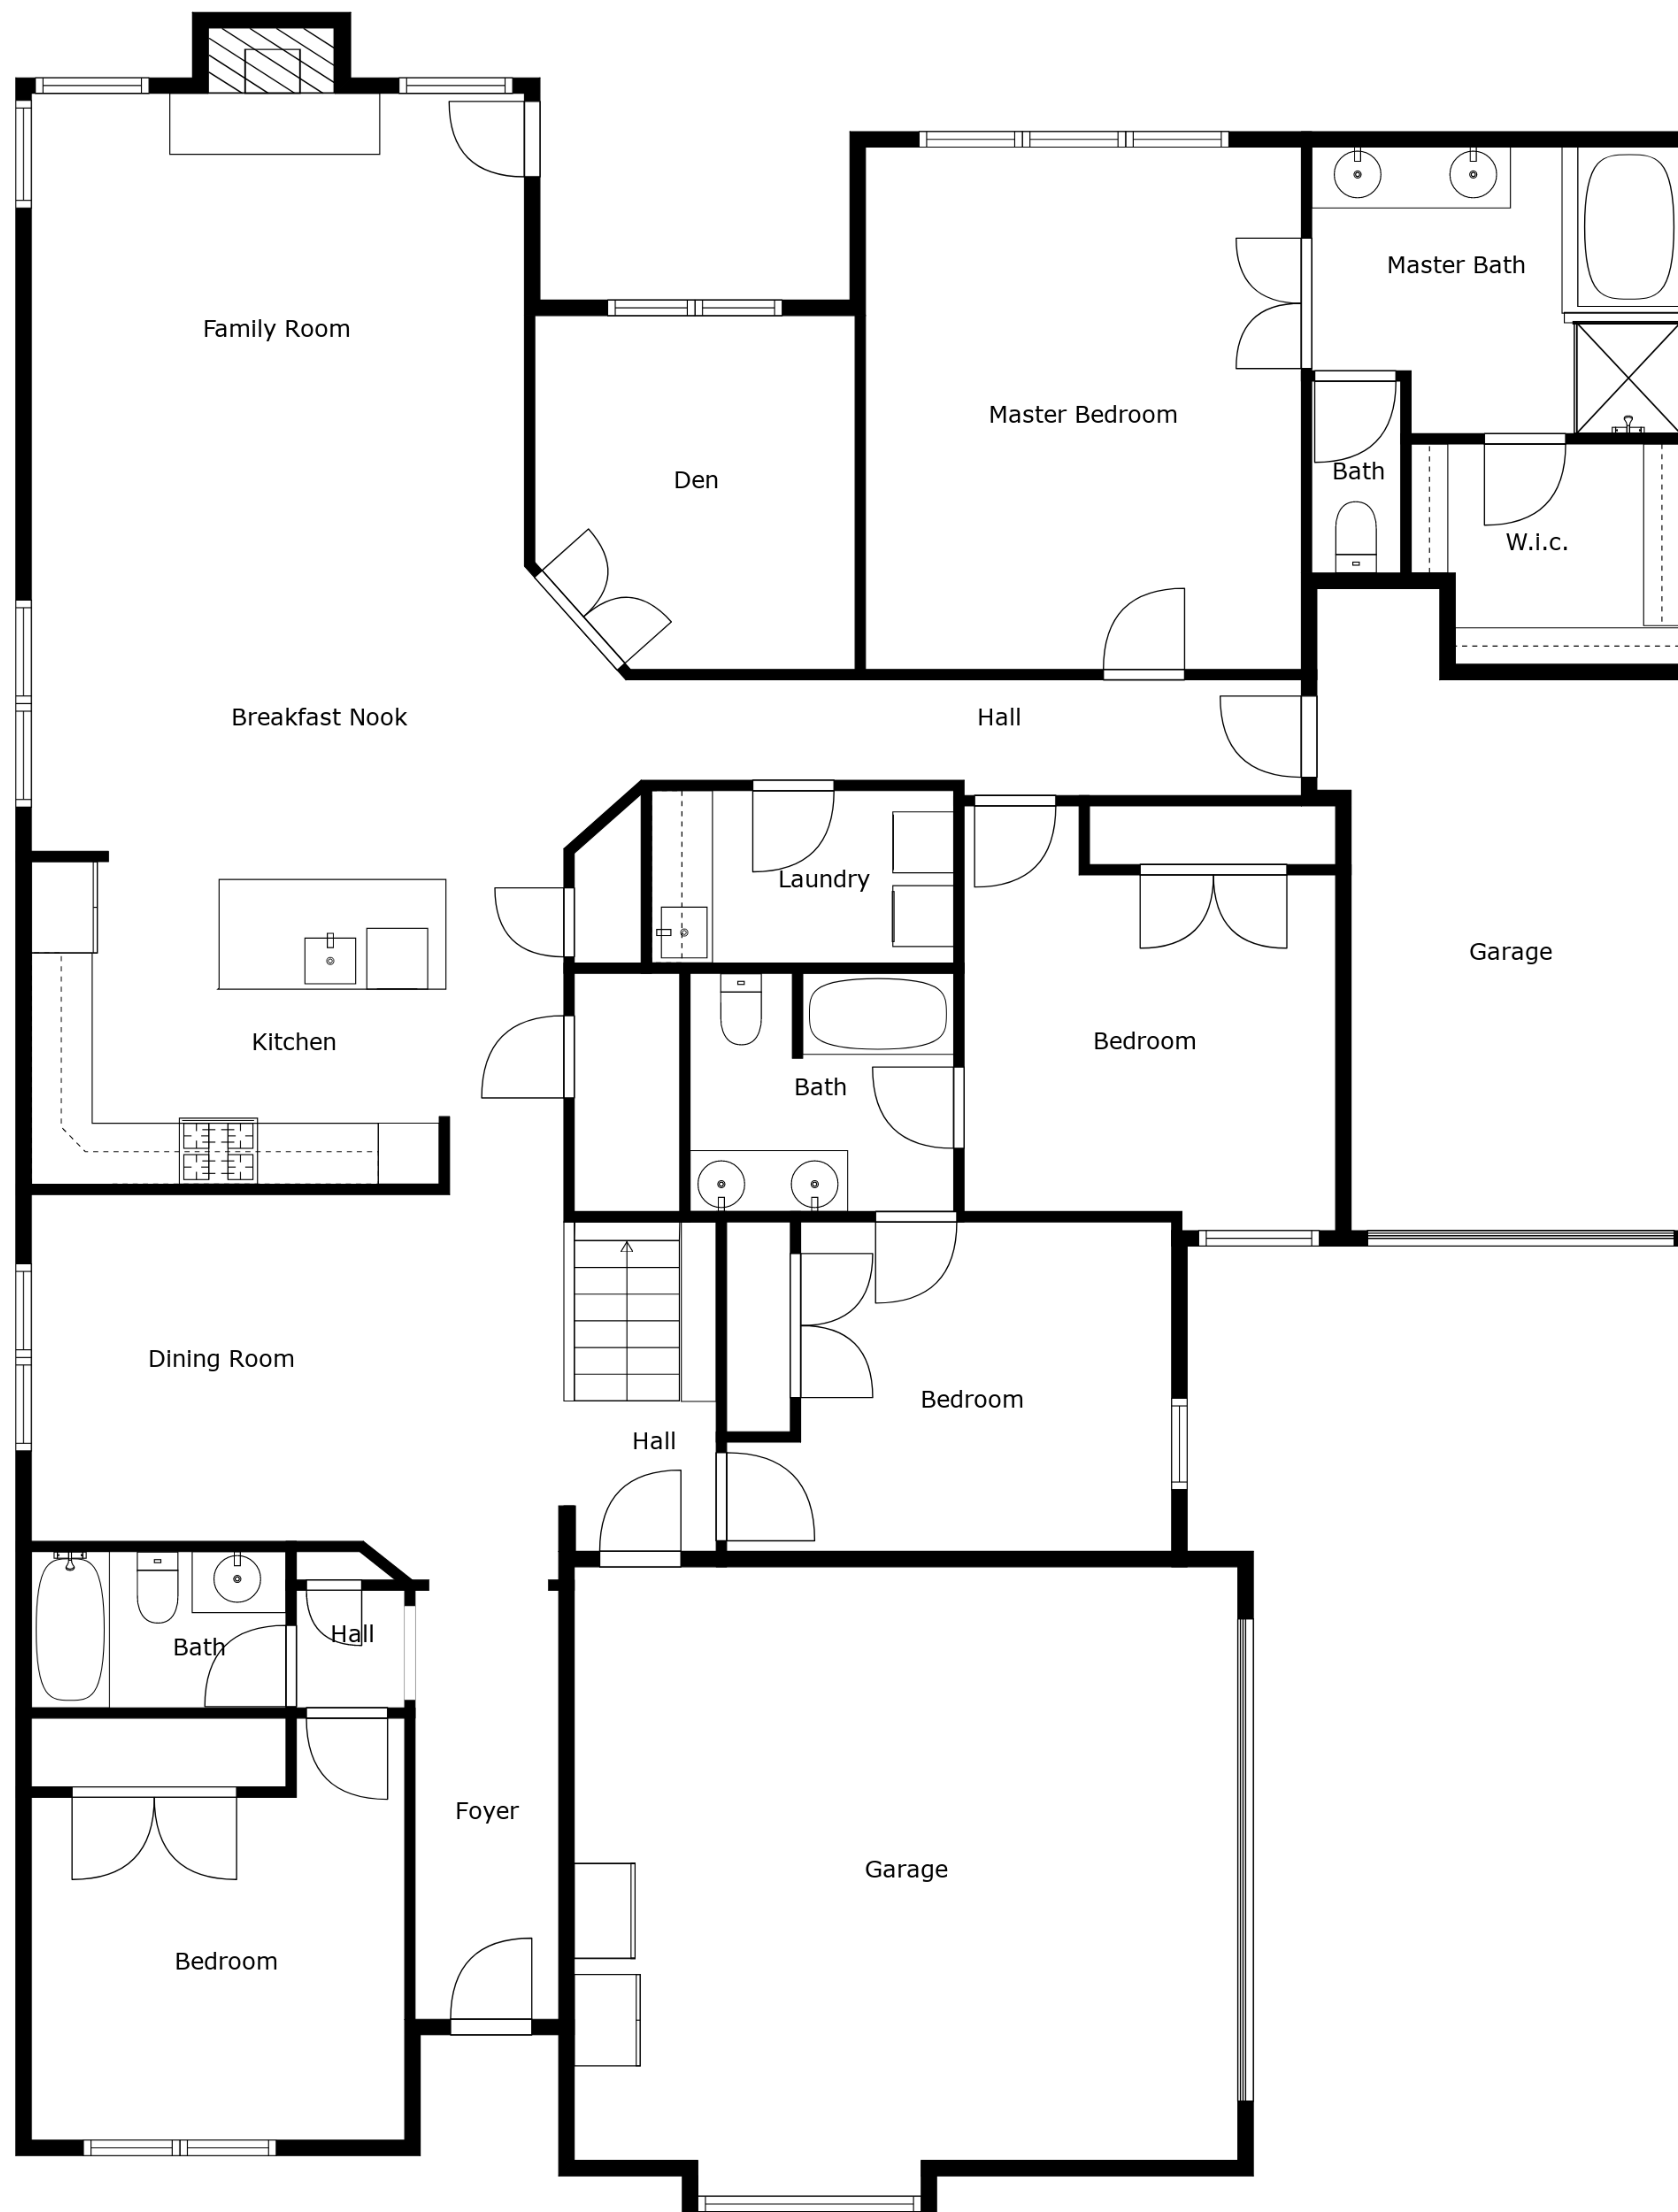 Master Bath
Family Room
Master Bedroom
Bath
Den
W.i.c.
Breakfast Nook
Hall
Laundry
Garage
Kitchen
Bedroom
Bath
Dining Room
Bedroom
Hall
Hall
Bath
Foyer
Garage
Bedroom